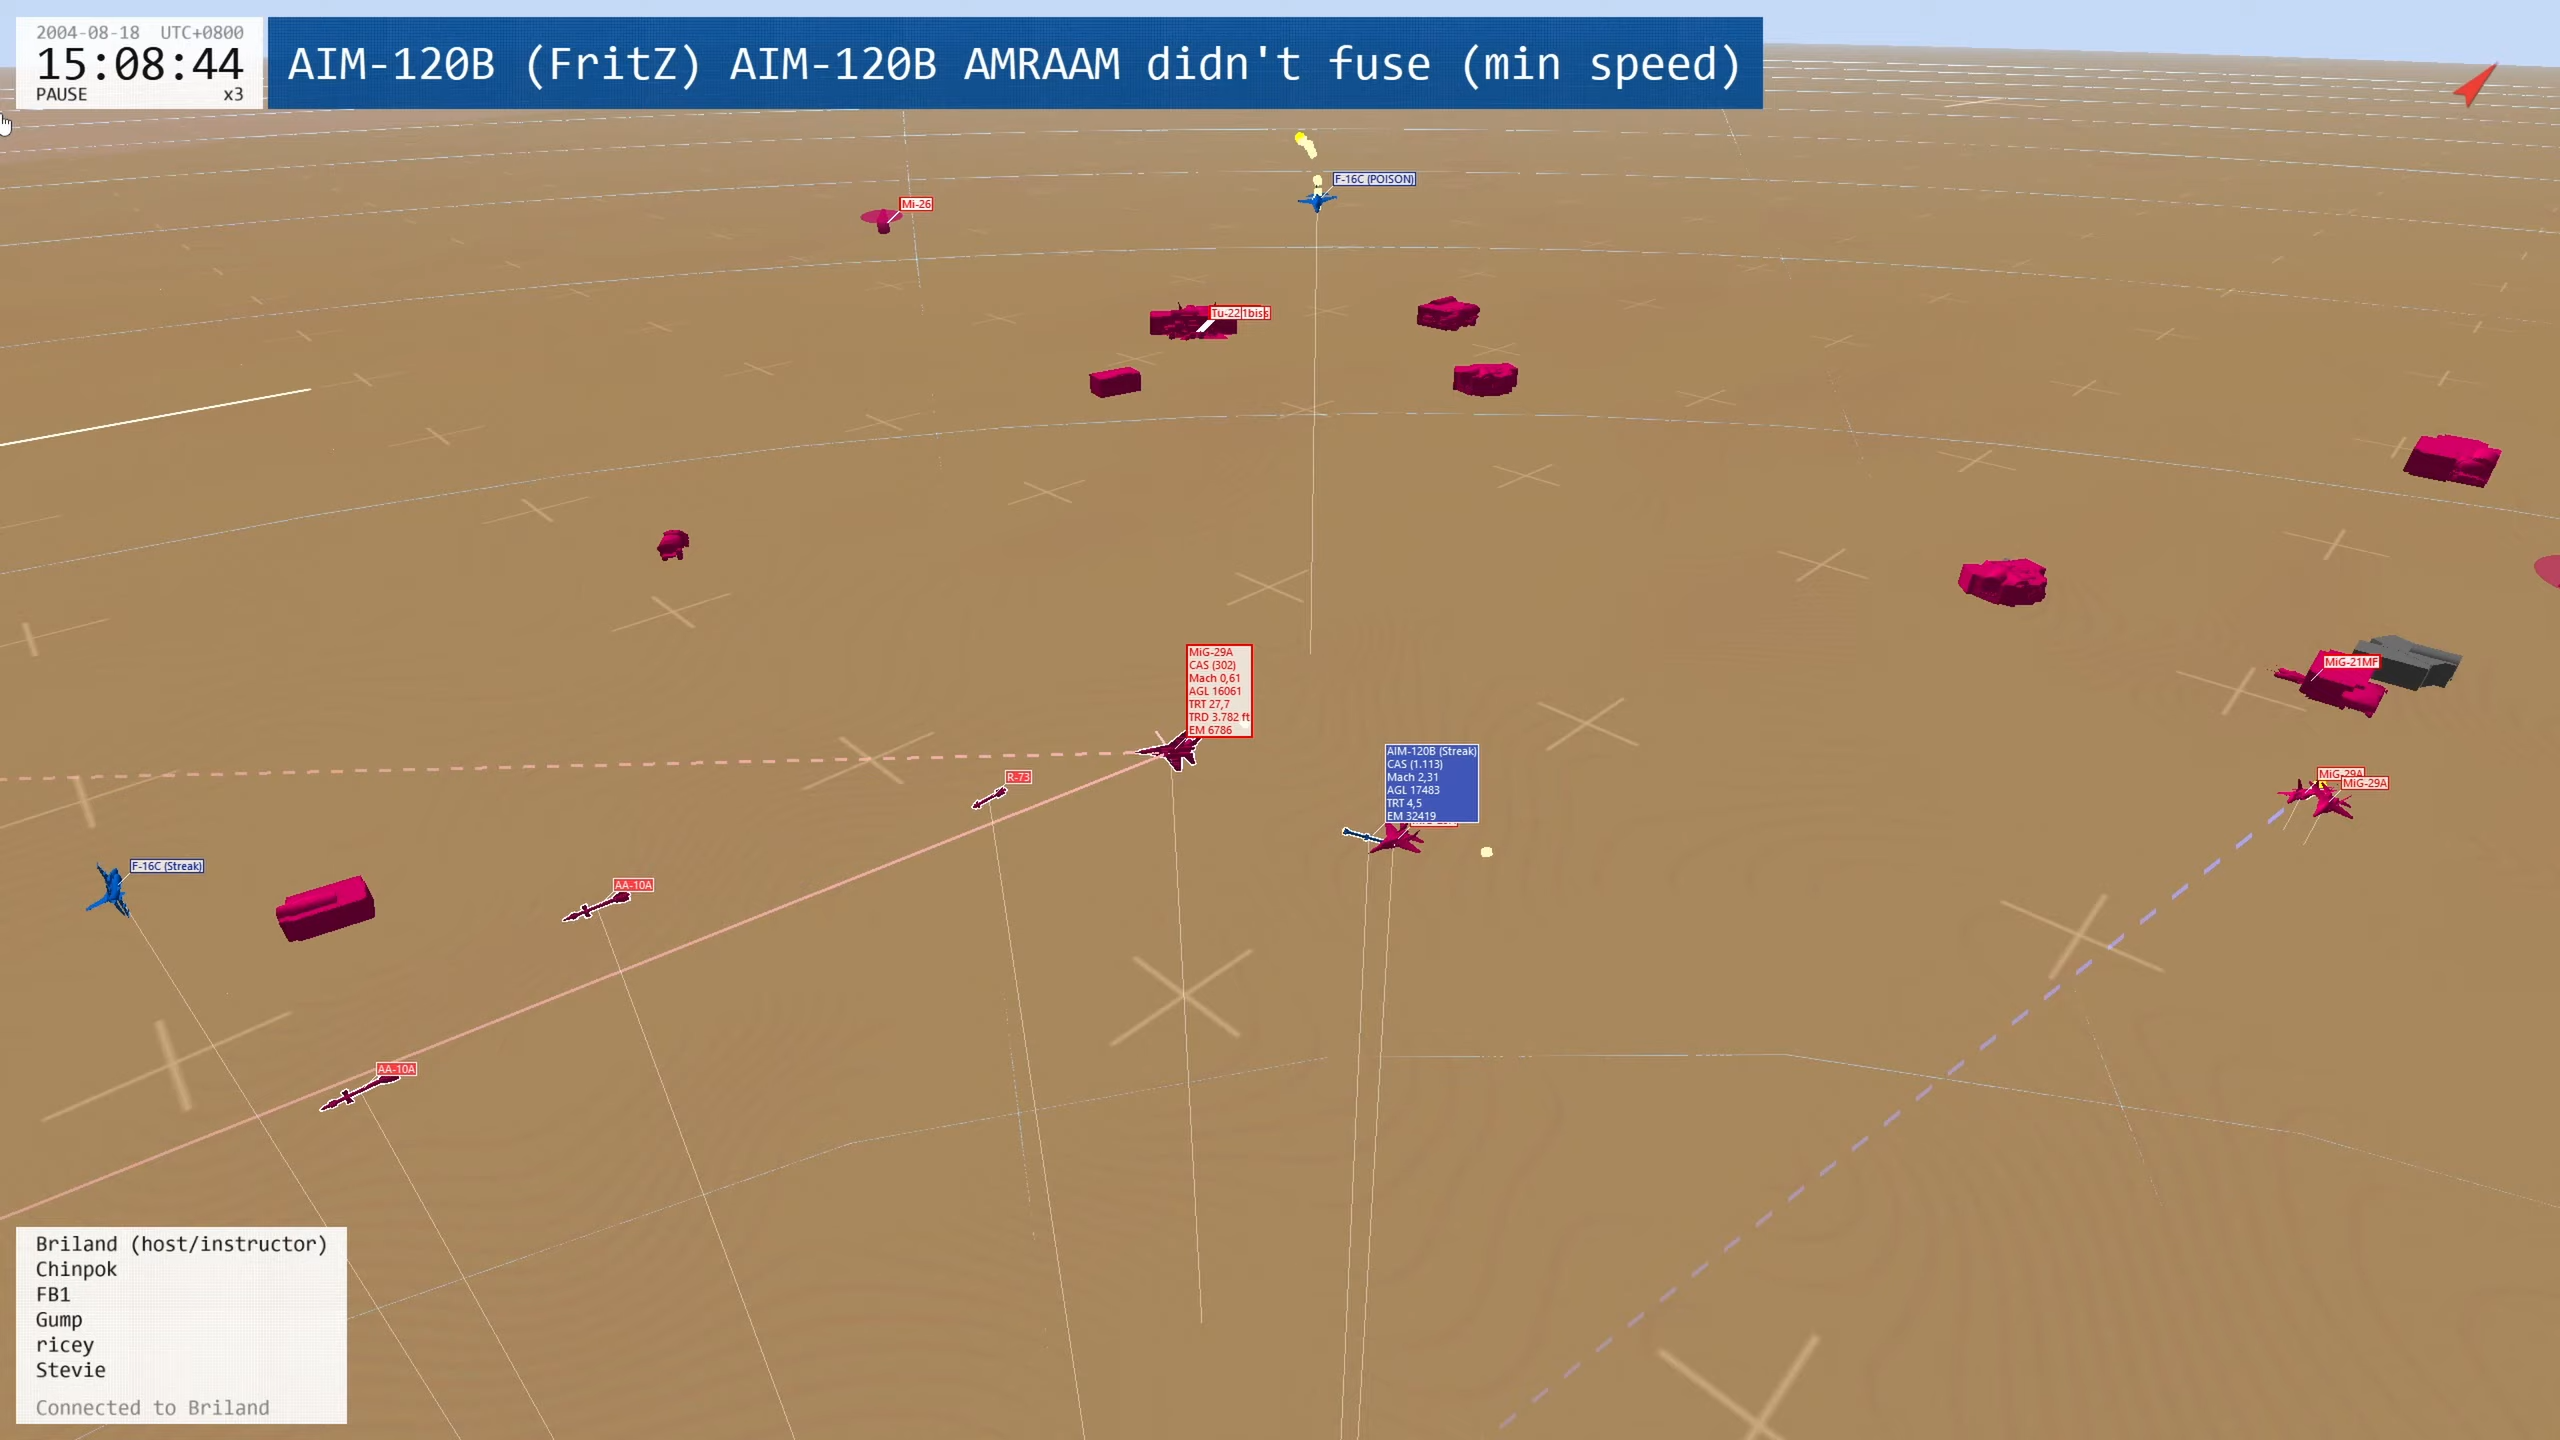 2004-08-18 UTC+0800
15:08:44
PAUSE x3
AIM-120B (FritZ) AIM-120B AMRAAM didn't fuse (min speed)
F-16C (POISON)
Mi-26
Tu-22
1bis
MiG-29A
CAS (302)
Mach 0,61
AGL 16061
TRT 27,7
TRD 3.782 ft
EM 6786
MiG-21MF
AIM-120B (Streak)
CAS (1.113)
Mach 2,31
AGL 17483
TRT 4,5
EM 32419
R-73
MiG-29A
MiG-29A
F-16C (Streak)
AA-10A
AA-10A
Briland (host/instructor)
Chinpok
FB1
Gump
ricey
Stevie
Connected to Briland